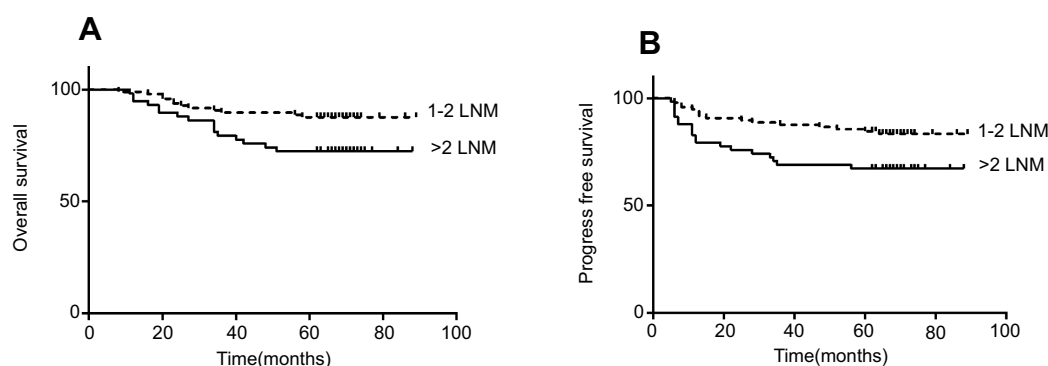 A
Overall survival
100
50
0
0 20 40 60 80 100
Time(months)
1-2 LNM
>2 LNM
B
Progress free survival
100
50
0
0 20 40 60 80 100
Time(months)
1-2 LNM
>2 LNM